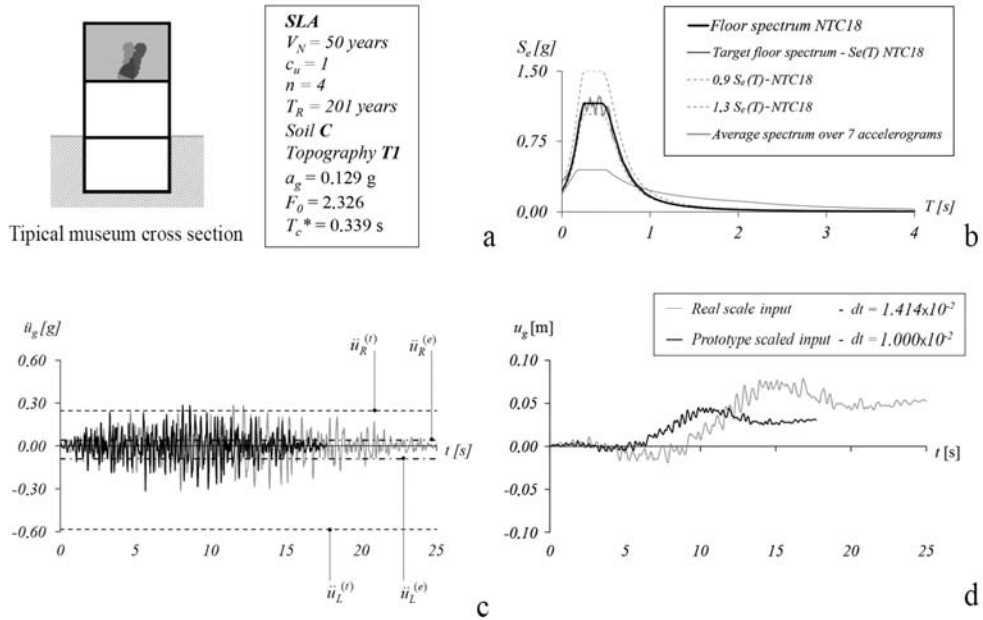 SLA
V_N = 50 years
c_u = 1
n = 4
T_R = 201 years
Soil C
Topography T1
a_g = 0.129 g
F_0 = 2.326
T_c* = 0.339 s
Tipical museum cross section
a
S_e [g]
1.50
0.75
0.00
0 1 2 3 4
T [s]
Floor spectrum NTC18
Target floor spectrum - Se(T) NTC18
0.9 S_e(T)-NTC18
1.3 S_e(T)-NTC18
Average spectrum over 7 accelerograms
b
ü_g [g]
0.60
0.30
0.00
-0.30
-0.60
0 5 10 15 20 25
t [s]
ü_R^(t)
ü_R^(e)
ü_L^(t)
ü_L^(e)
c
Real scale input - dt = 1.414x10^-2
Prototype scaled input - dt = 1.000x10^-2
u_g [m]
0.10
0.05
0.00
-0.05
-0.10
0 5 10 15 20 25
t [s]
d